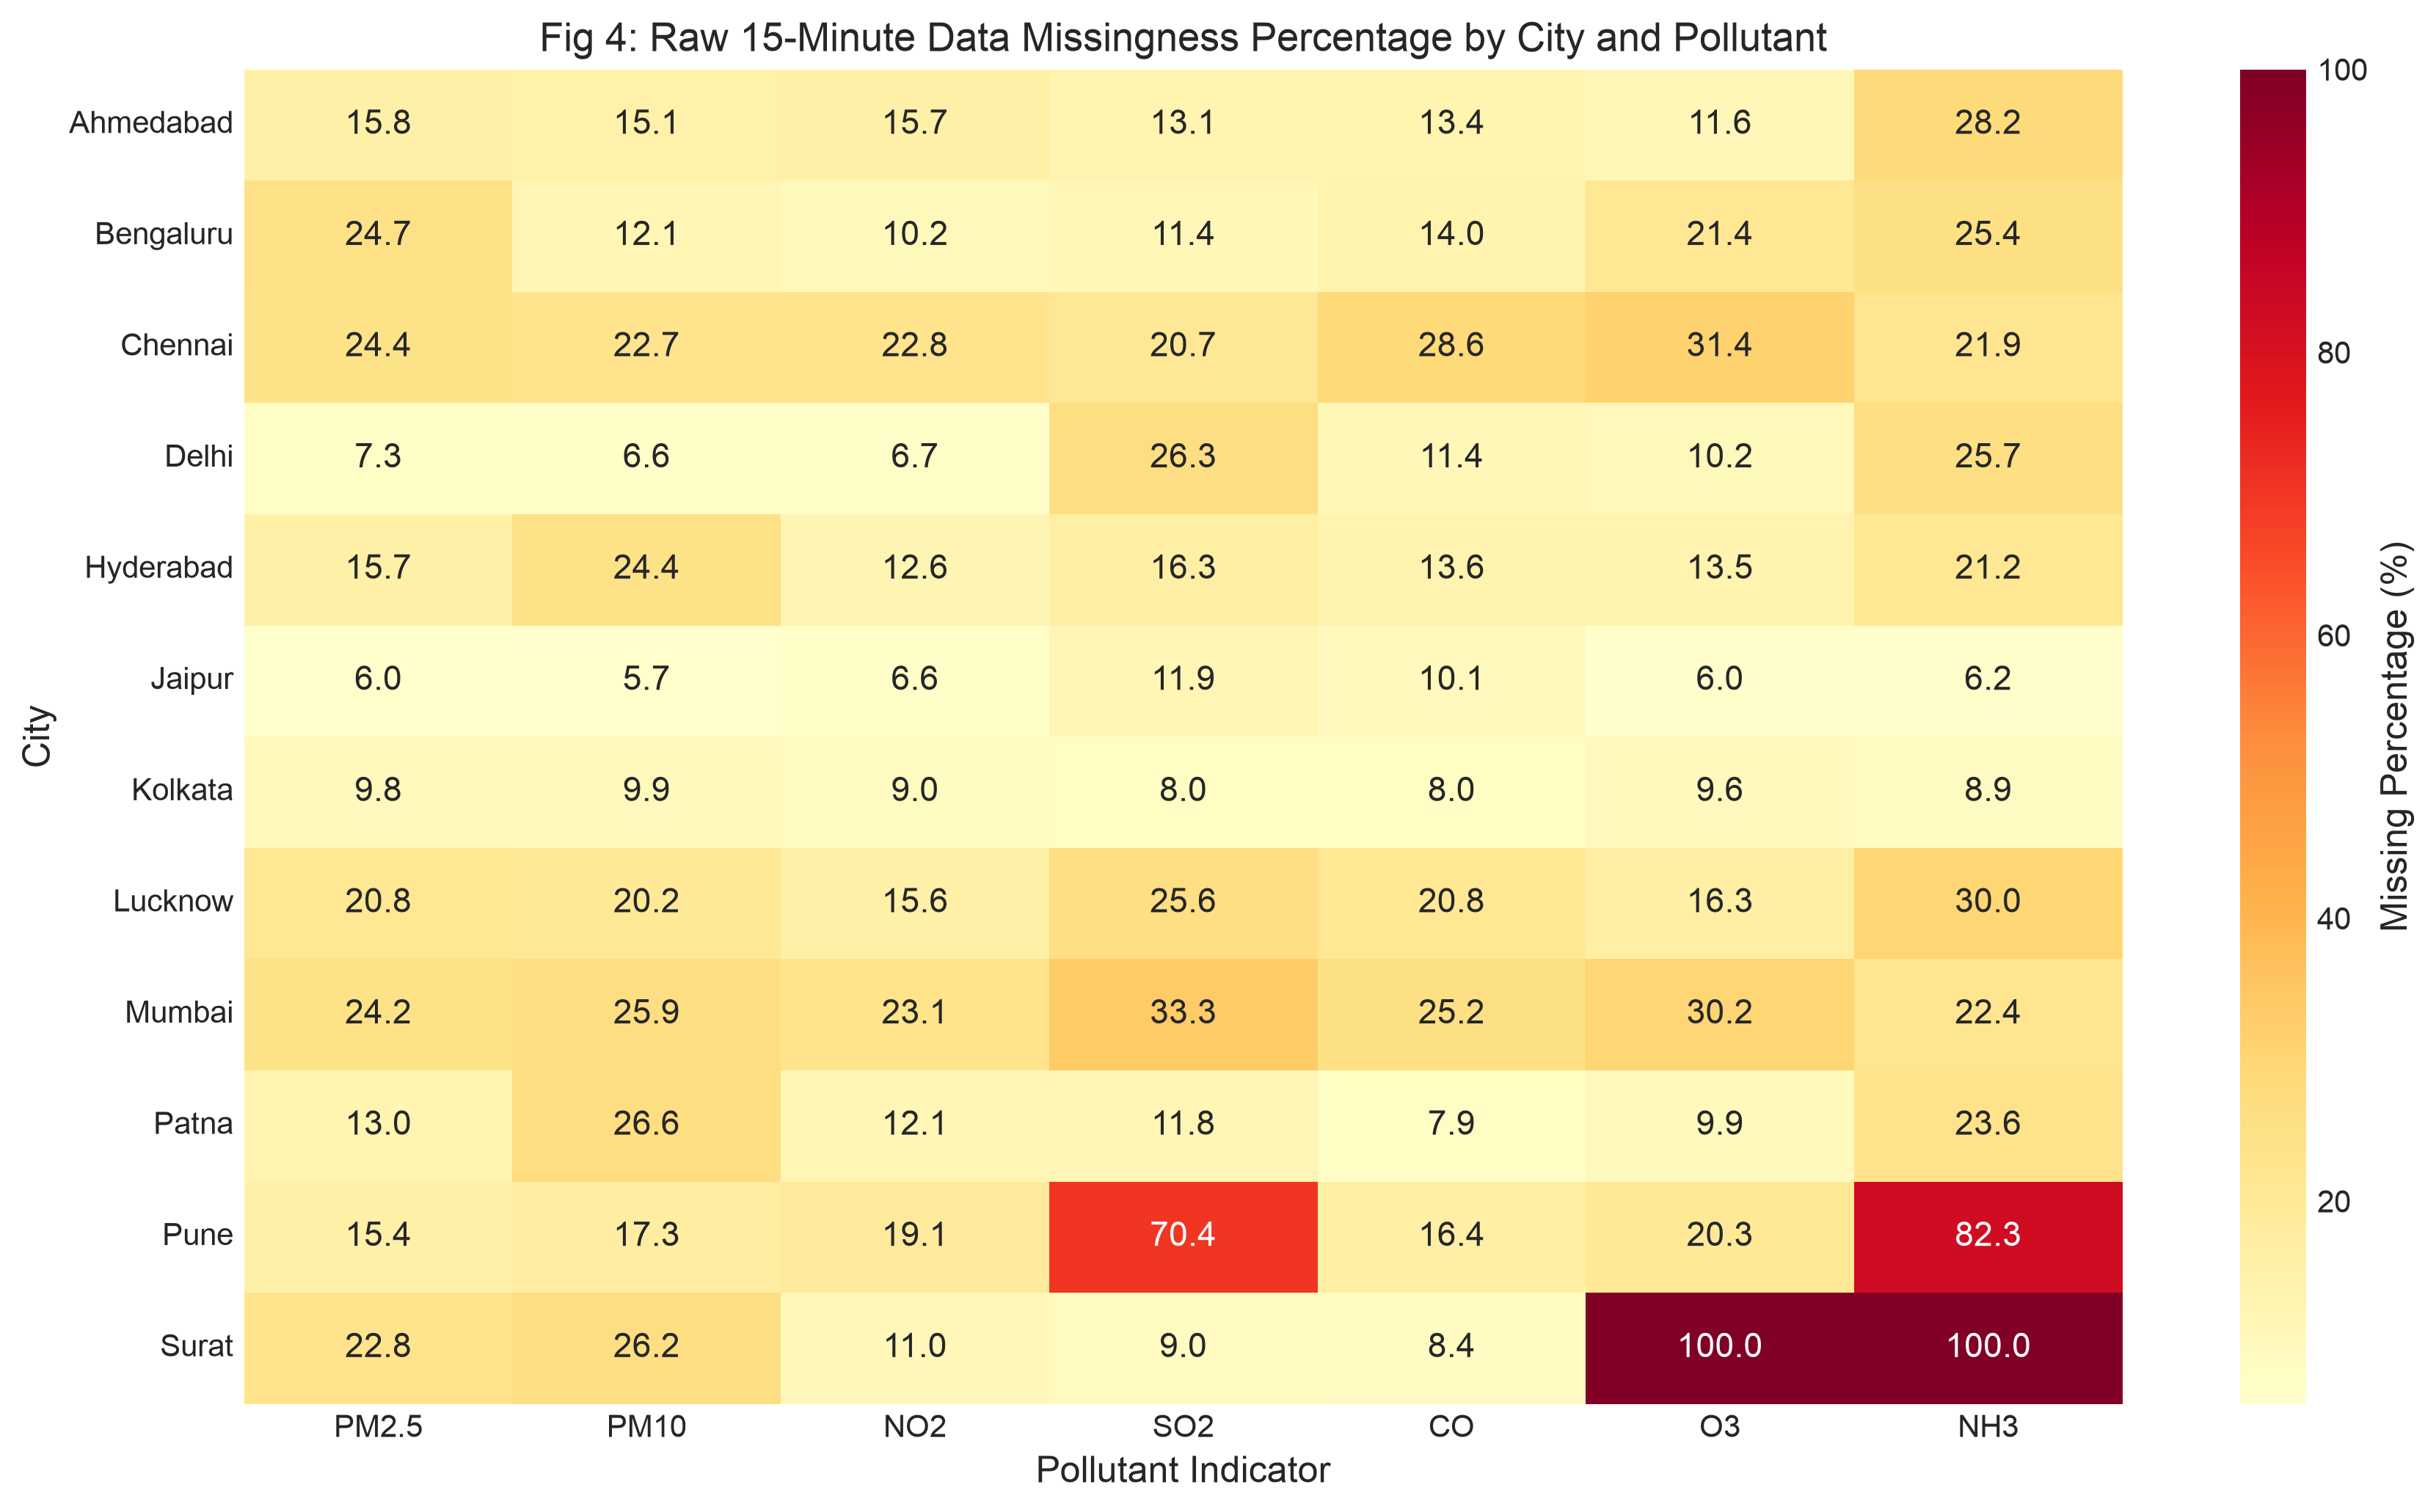 Fig 4: Raw 15-Minute Data Missingness Percentage by City and Pollutant
Ahmedabad 15.8 15.1 15.7 13.1 13.4 11.6 28.2
Bengaluru 24.7 12.1 10.2 11.4 14.0 21.4 25.4
Chennai 24.4 22.7 22.8 20.7 28.6 31.4 21.9
Delhi 7.3 6.6 6.7 26.3 11.4 10.2 25.7
Hyderabad 15.7 24.4 12.6 16.3 13.6 13.5 21.2
Jaipur 6.0 5.7 6.6 11.9 10.1 6.0 6.2
Kolkata 9.8 9.9 9.0 8.0 8.0 9.6 8.9
Lucknow 20.8 20.2 15.6 25.6 20.8 16.3 30.0
Mumbai 24.2 25.9 23.1 33.3 25.2 30.2 22.4
Patna 13.0 26.6 12.1 11.8 7.9 9.9 23.6
Pune 15.4 17.3 19.1 70.4 16.4 20.3 82.3
Surat 22.8 26.2 11.0 9.0 8.4 100.0 100.0
PM2.5 PM10 NO2 SO2 CO O3 NH3
Pollutant Indicator
City
100
80
60
40
20
Missing Percentage (%)